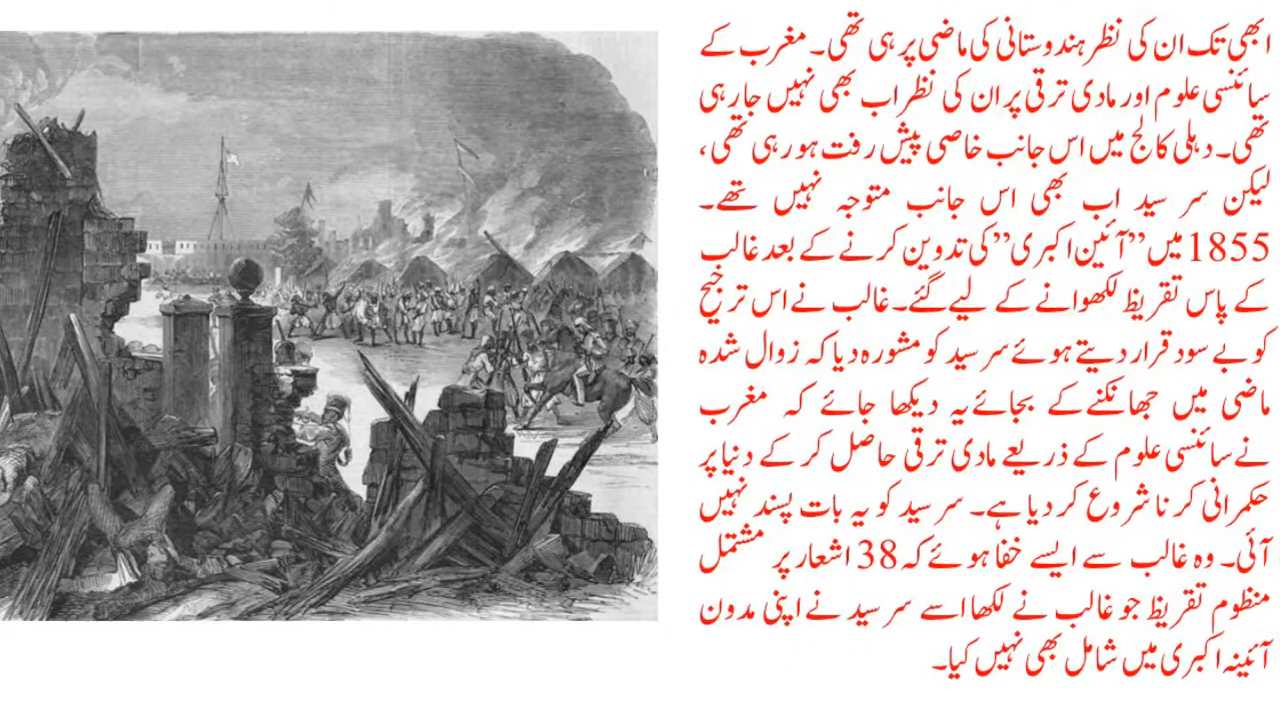 ابھی تک ان کی نظر ہندوستانی کی ماضی پر ہی تھی۔ مغرب کے
سائنسی علوم اور مادی ترقی پر ان کی نظر اب بھی نہیں جارہی
تھی۔ دہلی کالج میں اس جانب خاصی پیش رفت ہو رہی تھی،
لیکن سر سید اب بھی اس جانب متوجہ نہیں تھے۔
1855 میں ”آئین اکبری” کی تدوین کرنے کے بعد غالب
کے پاس تقریظ لکھوانے کے لیے گئے۔ غالب نے اس ترجیح
کو بے سود قرار دیتے ہوئے سر سید کو مشورہ دیا کہ زوال شدہ
ماضی میں جھانکنے کے بجائے یہ دیکھا جائے کہ مغرب
نے سائنسی علوم کے ذریعے مادی ترقی حاصل کر کے دنیا پر
حکمرانی کرنا شروع کر دیا ہے۔ سر سید کو یہ بات پسند نہیں
آئی۔ وہ غالب سے ایسے خفا ہوئے کہ 38 اشعار پر مشتمل
منظوم تقریظ جو غالب نے لکھا اسے سر سید نے اپنی مدون
آئینہ اکبری میں شامل بھی نہیں کیا۔